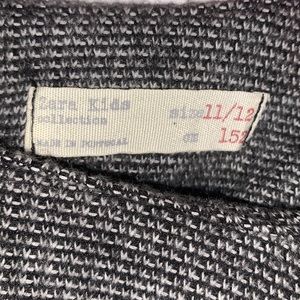 Zara Kids size 11/12
collection
CM 152
MADE IN PORTUGAL